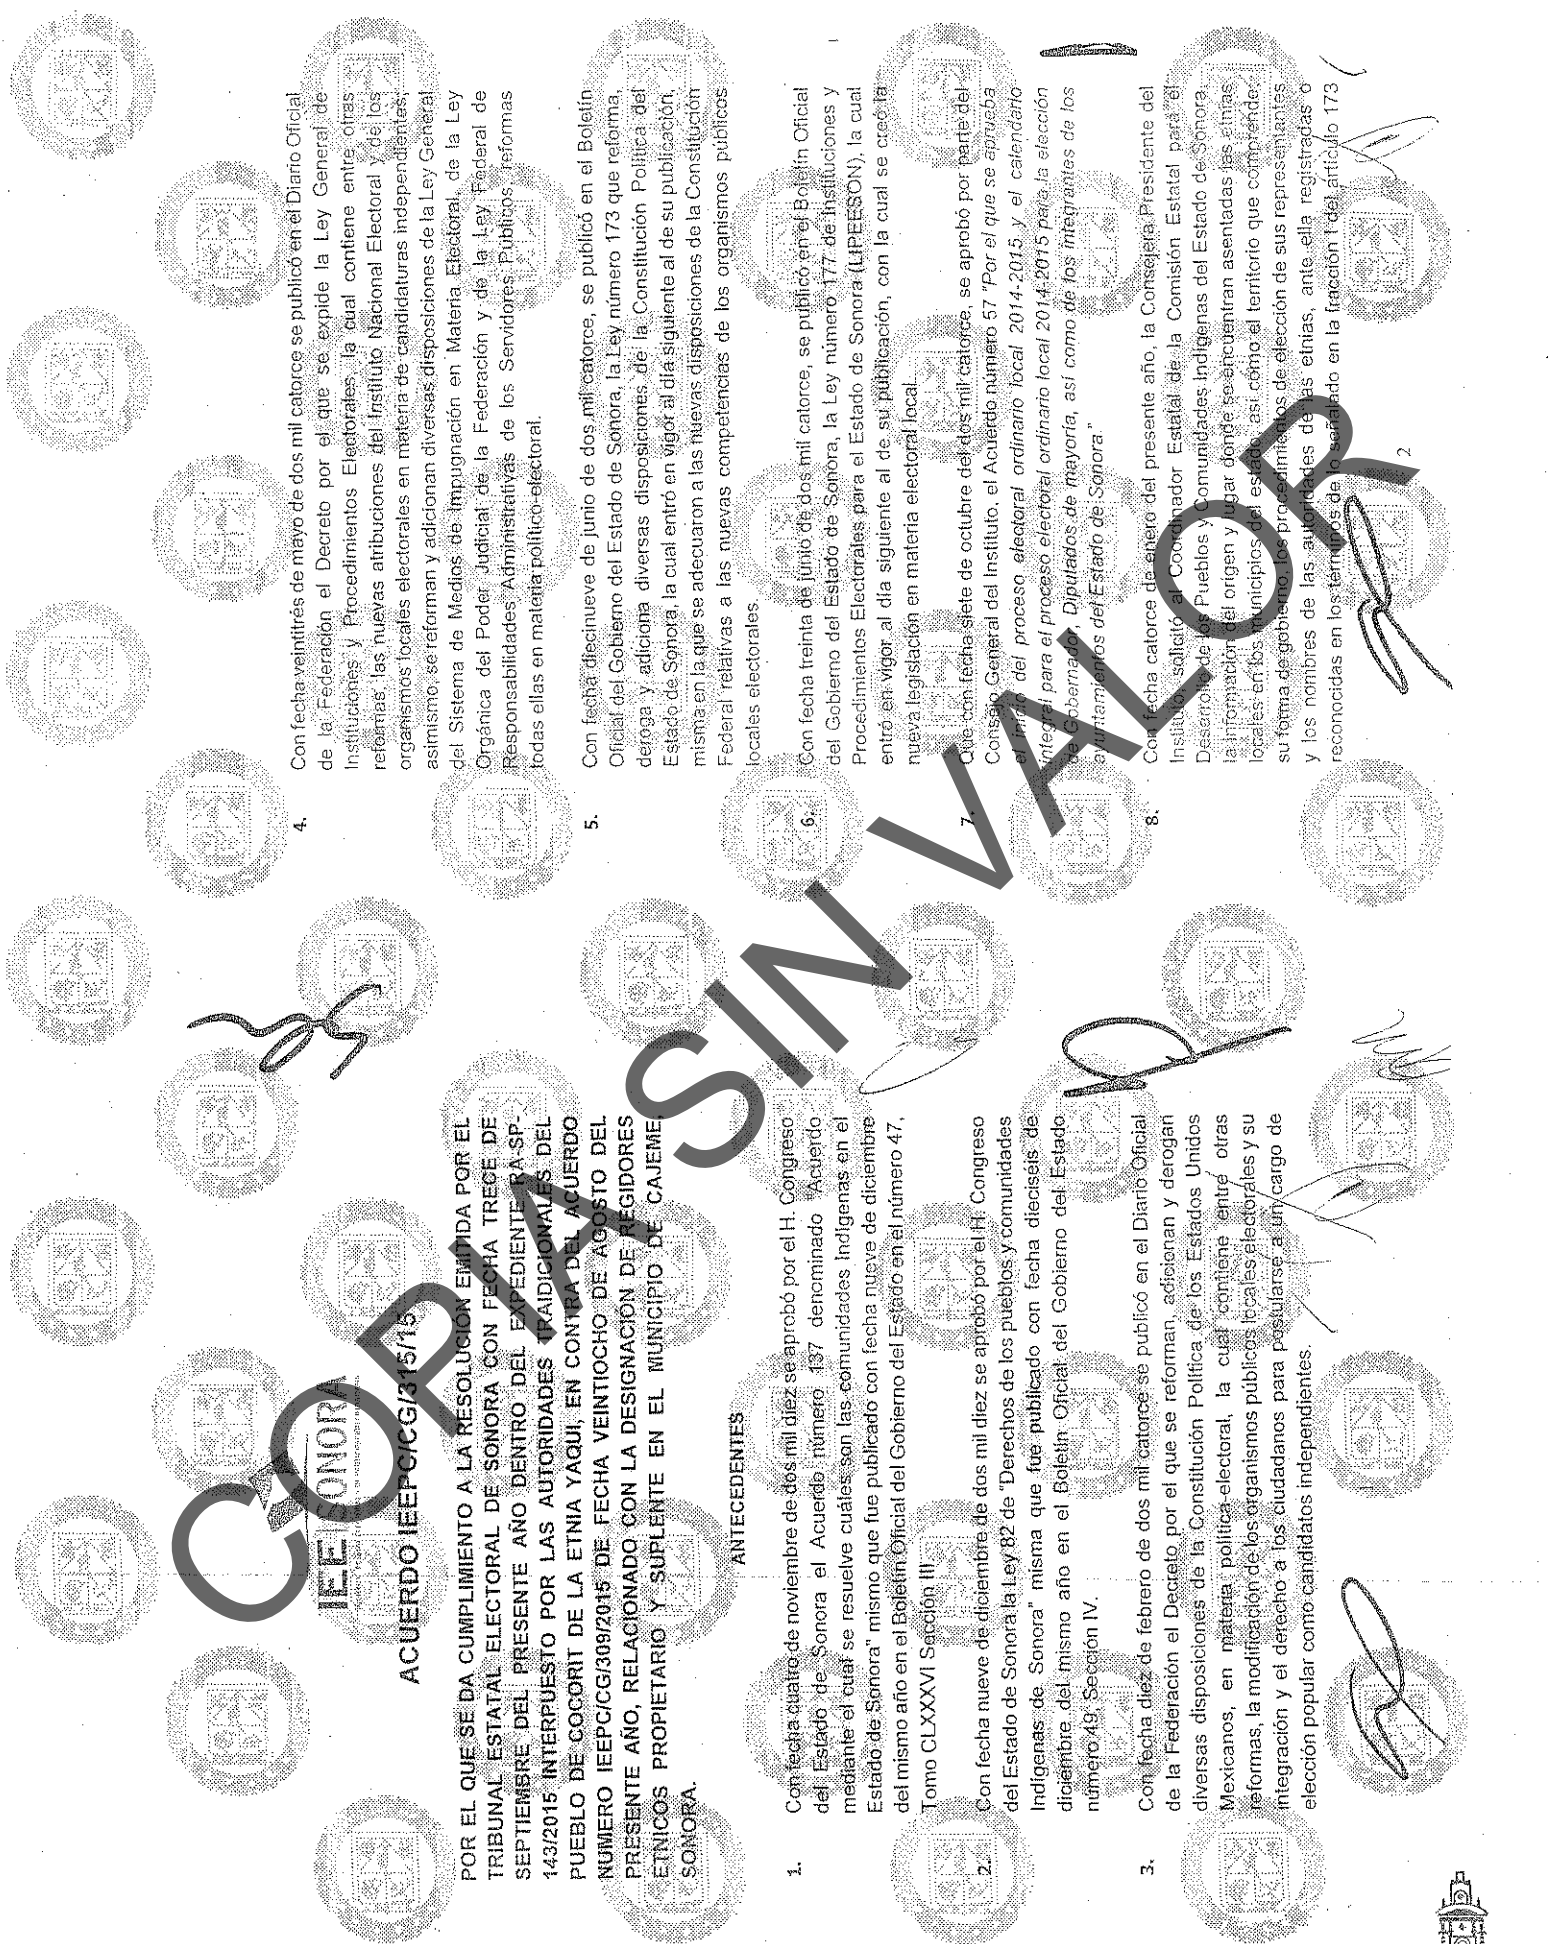 IEE SONORA
ACUERDO IEEPC/CG/315/15
POR EL QUE SE DA CUMPLIMIENTO A LA RESOLUCIÓN EMITIDA POR EL
TRIBUNAL ESTATAL ELECTORAL DE SONORA CON FECHA TRECE DE
SEPTIEMBRE DEL PRESENTE AÑO DENTRO DEL EXPEDIENTE RA-SP-
143/2015 INTERPUESTO POR LAS AUTORIDADES TRAIDICIONALES DEL
PUEBLO DE COCORIT DE LA ETNIA YAQUI, EN CONTRA DEL ACUERDO
NUMERO IEEPC/CG/309/2015 DE FECHA VEINTIOCHO DE AGOSTO DEL
PRESENTE AÑO, RELACIONADO CON LA DESIGNACIÓN DE REGIDORES
ETNICOS PROPIETARIO Y SUPLENTE EN EL MUNICIPIO DE CAJEME,
SONORA.
ANTECEDENTES
1. Con fecha cuatro de noviembre de dos mil diez se aprobó por el H. Congreso
del Estado de Sonora el Acuerdo número 137 denominado "Acuerdo
mediante el cual se resuelve cuáles son las comunidades Indígenas en el
Estado de Sonora" mismo que fue publicado con fecha nueve de diciembre
del mismo año en el Boletín Oficial del Gobierno del Estado en el número 47,
Tomo CLXXXVI Sección III
2. Con fecha nueve de diciembre de dos mil diez se aprobó por el H. Congreso
del Estado de Sonora la Ley 82 de "Derechos de los pueblos y comunidades
Indígenas de Sonora" misma que fue publicado con fecha dieciséis de
diciembre del mismo año en el Boletín Oficial del Gobierno del Estado
número 49, Sección IV.
3. Con fecha diez de febrero de dos mil catorce se publicó en el Diario Oficial
de la Federación el Decreto por el que se reforman, adicionan y derogan
diversas disposiciones de la Constitución Política de los Estados Unidos
Mexicanos, en materia política-electoral, la cual contiene entre otras
reformas, la modificación de los organismos públicos locales electorales y su
integración y el derecho a los ciudadanos para postularse a un cargo de
elección popular como candidatos independientes.
4. Con fecha veintitrés de mayo de dos mil catorce se publicó en el Diario Oficial
de la Federación el Decreto por el que se expide la Ley General de
Instituciones y Procedimientos Electorales, la cual contiene entre otras
reformas, las nuevas atribuciones del Instituto Nacional Electoral y de los
organismos locales electorales en materia de candidaturas independientes,
asimismo, se reforman y adicionan diversas disposiciones de la Ley General
del Sistema de Medios de Impugnación en Materia Electoral, de la Ley
Orgánica del Poder Judicial de la Federación y de la Ley Federal de
Responsabilidades Administrativas de los Servidores Públicos, reformas
todas ellas en materia político-electoral.
5. Con fecha diecinueve de junio de dos mil catorce, se publicó en el Boletín
Oficial del Gobierno del Estado de Sonora, la Ley número 173 que reforma,
deroga y adiciona diversas disposiciones de la Constitución Política del
Estado de Sonora, la cual entró en vigor al día siguiente al de su publicación,
misma en la que se adecuaron a las nuevas disposiciones de la Constitución
Federal relativas a las nuevas competencias de los organismos públicos
locales electorales.
6. Con fecha treinta de junio de dos mil catorce, se publicó en el Boletín Oficial
del Gobierno del Estado de Sonora, la Ley número 177 de Instituciones y
Procedimientos Electorales para el Estado de Sonora (LIPEESON), la cual
entró en vigor al día siguiente al de su publicación, con la cual se creó la
nueva legislación en materia electoral local.
7. Que con fecha siete de octubre del dos mil catorce, se aprobó por parte del
Consejo General del Instituto, el Acuerdo número 57 "Por el que se aprueba
el inicio del proceso electoral ordinario local 2014-2015 y el calendario
integral para el proceso electoral ordinario local 2014-2015 para la elección
de Gobernador, Diputados de mayoría, así como de los integrantes de los
ayuntamientos del Estado de Sonora."
8. Con fecha catorce de enero del presente año, la Consejera Presidente del
Instituto, solicitó al Coordinador Estatal de la Comisión Estatal para el
Desarrollo de los Pueblos y Comunidades Indígenas del Estado de Sonora,
la información del origen y lugar donde se encuentran asentadas las etnias
locales en los municipios del estado, así cómo el territorio que comprende;
su forma de gobierno, los procedimientos de elección de sus representantes
y los nombres de las autoridades de las etnias, ante ella registradas o
reconocidas en los términos de lo señalado en la fracción I del artículo 173
2
COPIA SIN VALOR